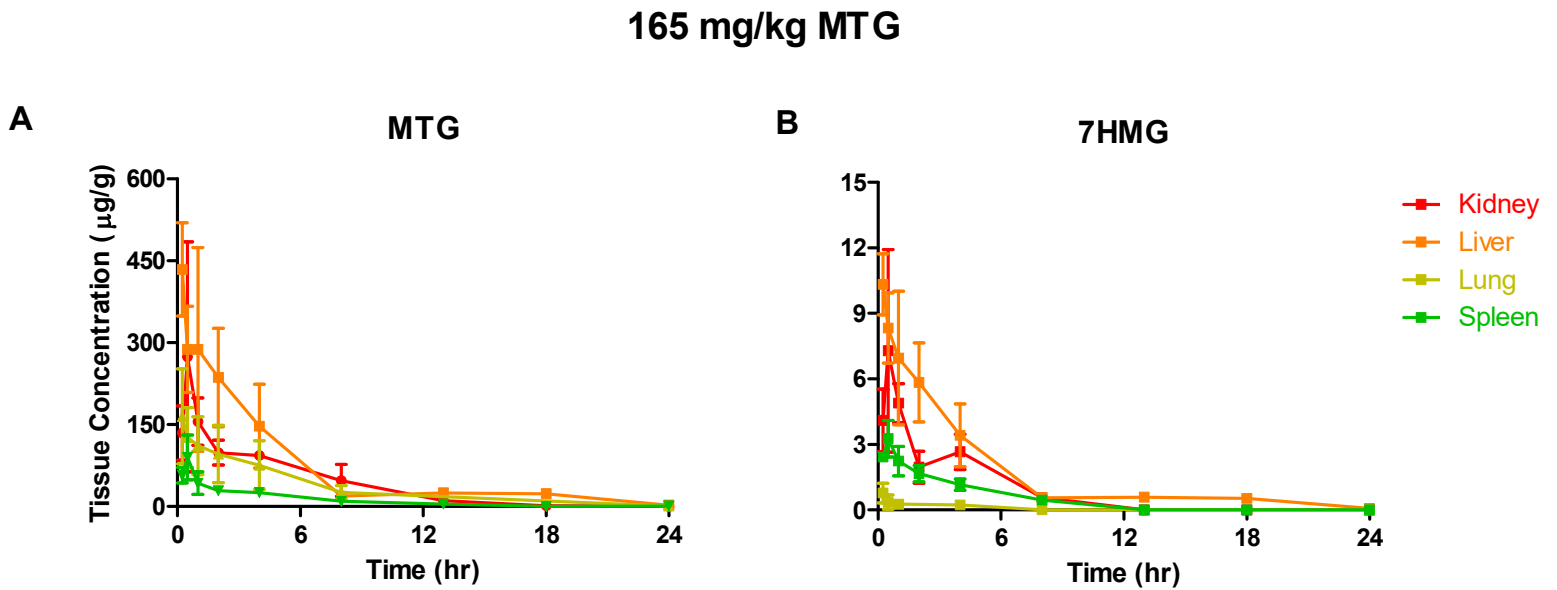 165 mg/kg MTG
A
MTG
Tissue Concentration ( µg/g)
600
450
300
150
0
0 6 12 18 24
Time (hr)
B
7HMG
15
12
9
6
3
0
0 6 12 18 24
Time (hr)
Kidney
Liver
Lung
Spleen